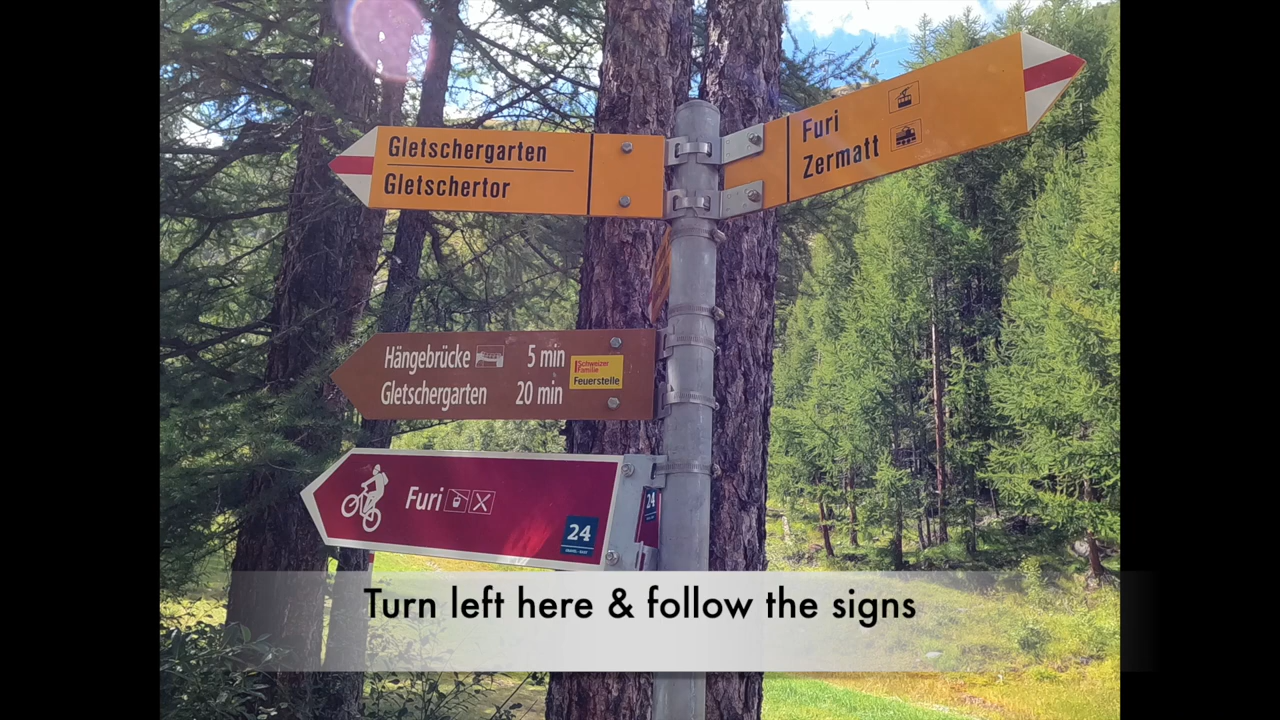 Gletschergarten
Gletschertor
Furi
Zermatt
Hängebrücke 5 min
Gletschergarten 20 min
Schweizer
Familie
Feuerstelle
Furi
24
24
Turn left here & follow the signs